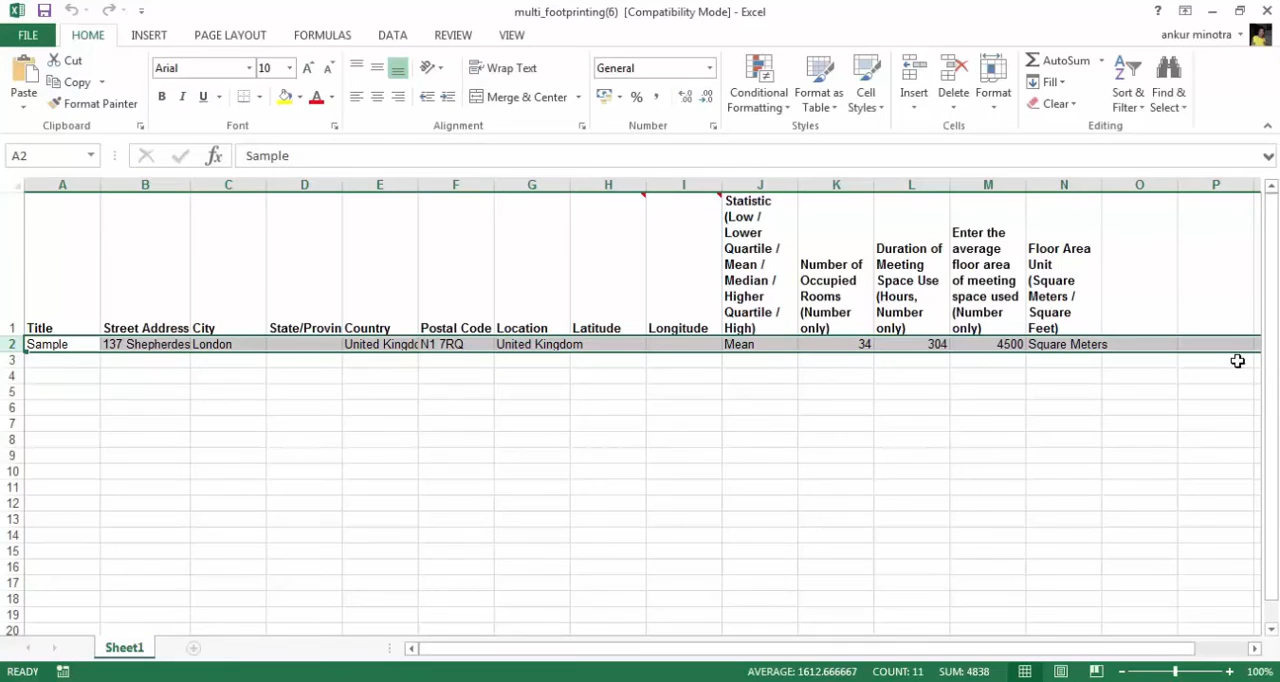 multi_footprinting(6) [Compatibility Mode] - Excel
?
FILE HOME INSERT PAGE LAYOUT FORMULAS DATA REVIEW VIEW
ankur minotra
Paste
Cut
Copy
Format Painter
Clipboard
Arial 10
B I U A
Font
Wrap Text
Merge & Center
Alignment
General
% ,
Number
Conditional Formatting
Format as Table
Cell Styles
Styles
Insert Delete Format
Cells
AutoSum
Fill
Clear
Sort & Filter
Find & Select
Editing
A2 fx Sample
A B C D E F G H I J K L M N O P
1 Title Street Address City State/Provin Country Postal Code Location Latitude Longitude
Statistic
(Low /
Lower
Quartile /
Mean /
Median /
Higher
Quartile /
High)
Number of
Occupied
Rooms
(Number
only)
Duration of
Meeting
Space Use
(Hours,
Number
only)
Enter the
average
floor area
of meeting
space used
(Number
only)
Floor Area
Unit
(Square
Meters /
Square
Feet)
2 Sample 137 Shepherdes London United Kingdo N1 7RQ United Kingdom Mean 34 304 4500 Square Meters
3
4
5
6
7
8
9
10
11
12
13
14
15
16
17
18
19
20
Sheet1
READY AVERAGE: 1612.666667 COUNT: 11 SUM: 4838 100%